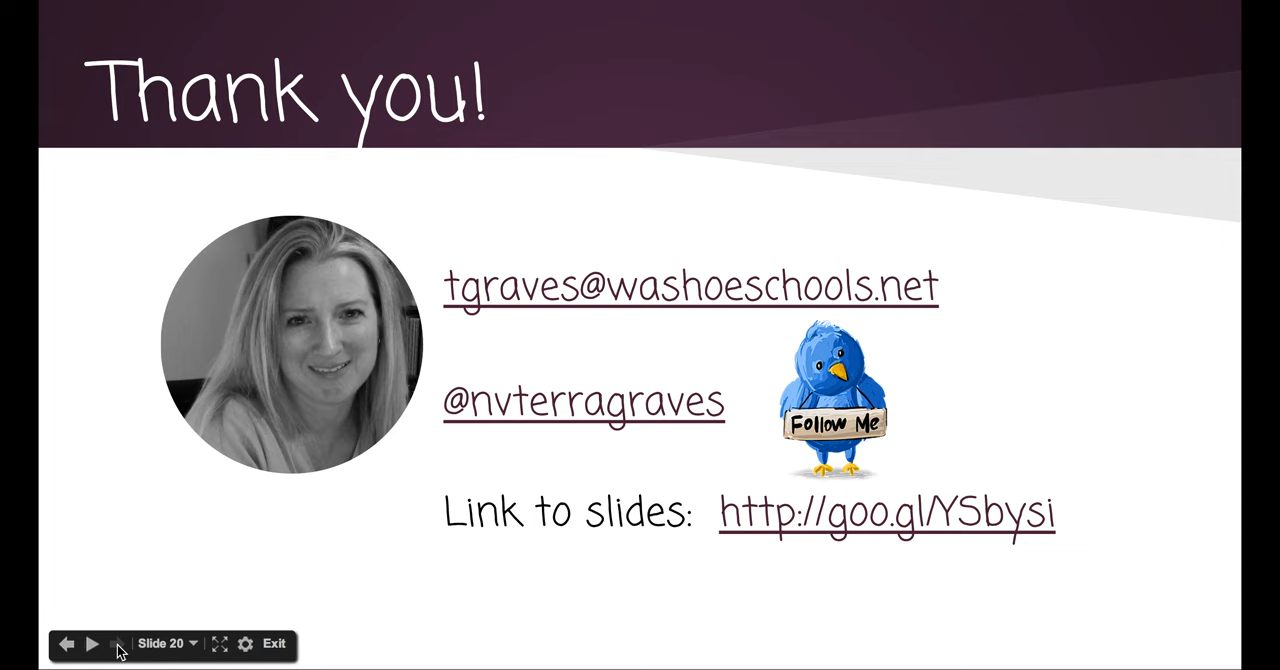 Thank you!
tgraves@washoeschools.net
@nvterragraves
Follow Me
Link to slides: http://goo.gl/YSbysi
Slide 20 Exit